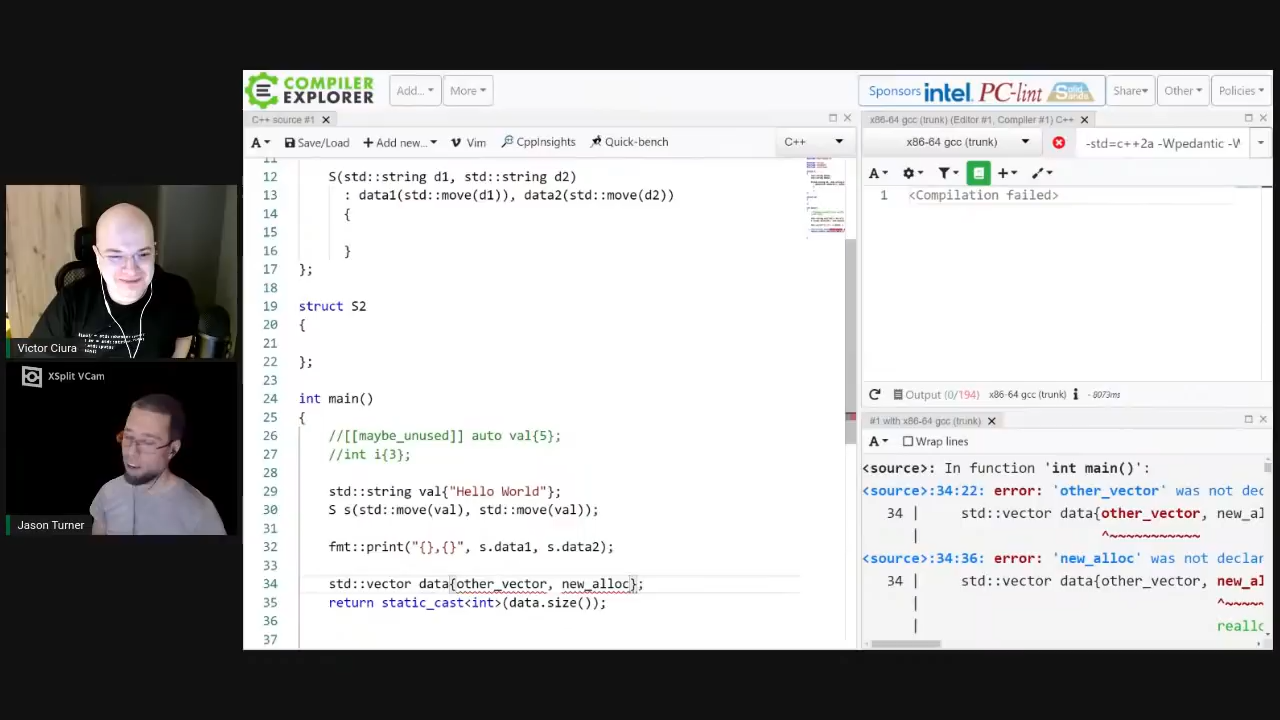 COMPILER
EXPLORER
Add...
More
Sponsors intel PC-lint Solid Sands
Share
Other
Policies
C++ source #1
A
Save/Load
Add new...
Vim
CppInsights
Quick-bench
C++
11
12 S(std::string d1, std::string d2)
13 : data1(std::move(d1)), data2(std::move(d2))
14 {
15
16 }
17 };
18
19 struct S2
20 {
21
22 };
23
24 int main()
25 {
26 //[[maybe_unused]] auto val{5};
27 //int i{3};
28
29 std::string val{"Hello World"};
30 S s(std::move(val), std::move(val));
31
32 fmt::print("{},{}", s.data1, s.data2);
33
34 std::vector data{other_vector, new_alloc};
35 return static_cast<int>(data.size());
36
37
x86-64 gcc (trunk) (Editor #1, Compiler #1) C++
x86-64 gcc (trunk)
-std=c++2a -Wpedantic -W
A
1 <Compilation failed>
Output (0/194) x86-64 gcc (trunk) - 8073ms
#1 with x86-64 gcc (trunk)
A Wrap lines
<source>: In function 'int main()':
<source>:34:22: error: 'other_vector' was not dec
34 | std::vector data{other_vector, new_a
| ^~~~~~~~~~~~
<source>:34:36: error: 'new_alloc' was not declar
34 | std::vector data{other_vector, new_al
| ^~~~~
| reallo
Victor Ciura
XSplit VCam
Jason Turner